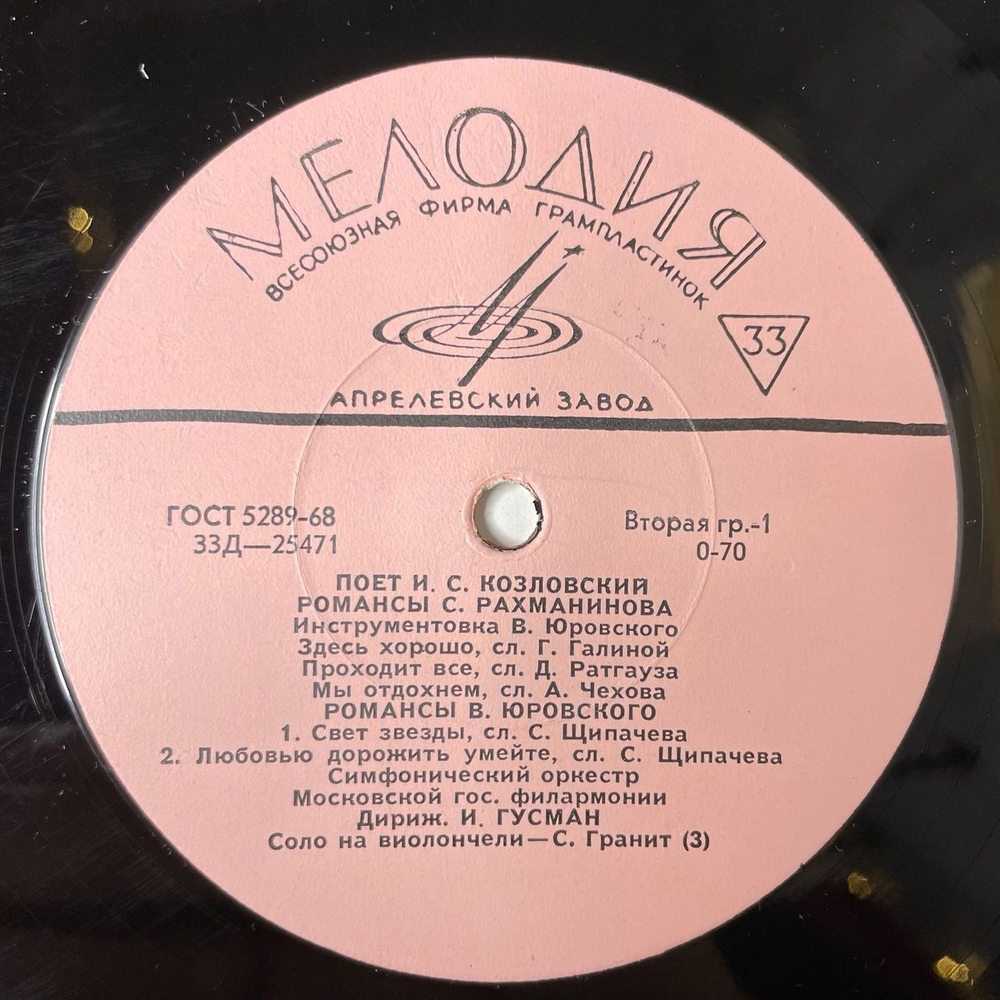 МЕЛОДИЯ
ВСЕСОЮЗНАЯ ФИРМА ГРАМПЛАСТИНОК
33
АПРЕЛЕВСКИЙ ЗАВОД
ГОСТ 5289-68
Вторая гр.-1
33Д—25471
0-70
ПОЕТ И. С. КОЗЛОВСКИЙ
РОМАНСЫ С. РАХМАНИНОВА
Инструментовка В. Юровского
Здесь хорошо, сл. Г. Галиной
Проходит все, сл. Д. Ратгауза
Мы отдохнем, сл. А. Чехова
РОМАНСЫ В. ЮРОВСКОГО
1. Свет звезды, сл. С. Щипачева
2. Любовью дорожить умейте, сл. С. Щипачева
Симфонический оркестр
Московской гос. филармонии
Дириж. И. ГУСМАН
Соло на виолончели—С. Гранит (3)